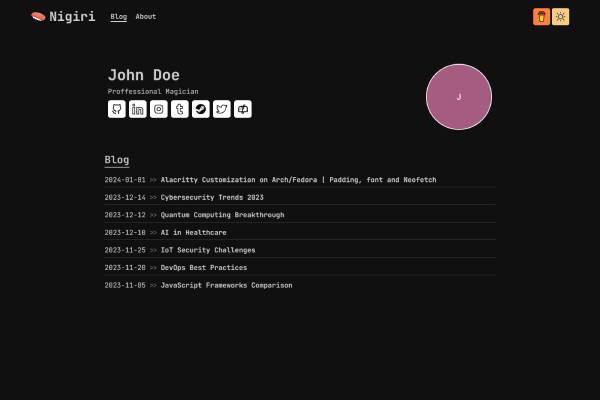 Nigiri Blog About
John Doe
Proffessional Magician
J
Blog
2024-01-01 >> Alacritty Customization on Arch/Fedora | Padding, font and Neofetch
2023-12-14 >> Cybersecurity Trends 2023
2023-12-12 >> Quantum Computing Breakthrough
2023-12-10 >> AI in Healthcare
2023-11-25 >> IoT Security Challenges
2023-11-20 >> DevOps Best Practices
2023-11-05 >> JavaScript Frameworks Comparison